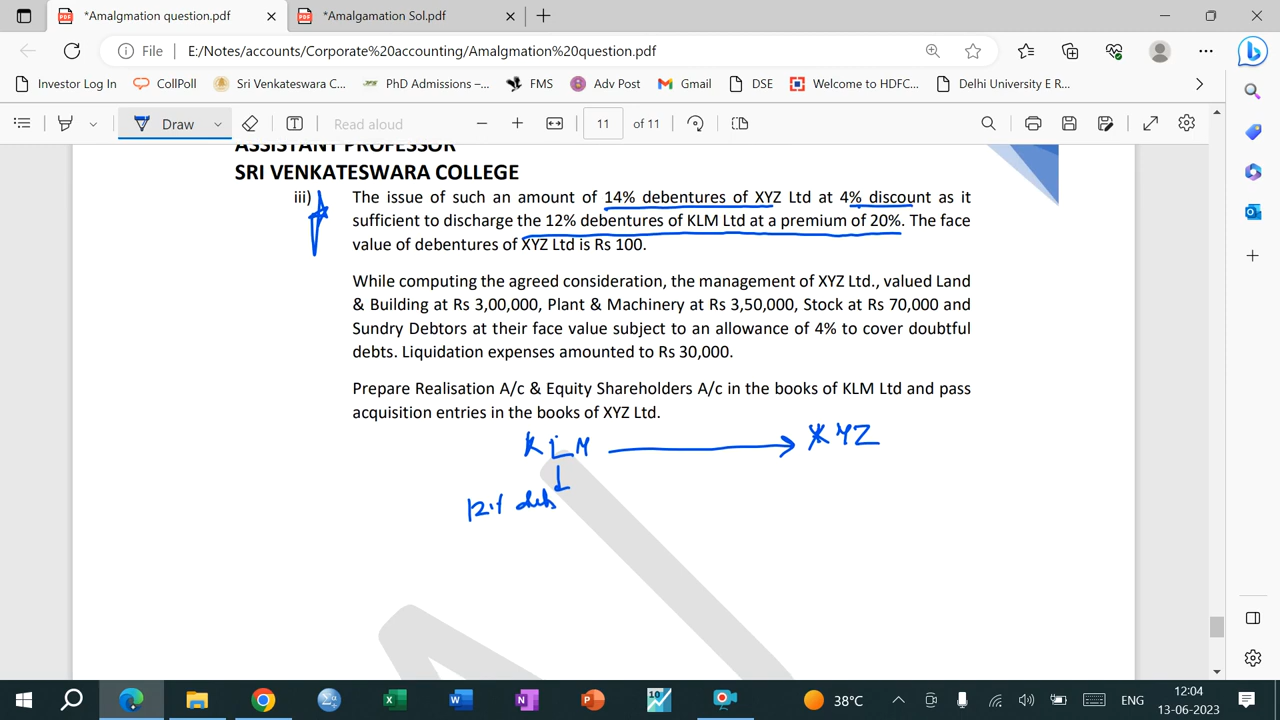 *Amalgmation question.pdf
*Amalgamation Sol.pdf
File E:/Notes/accounts/Corporate%20accounting/Amalgmation%20question.pdf
Investor Log In CollPoll Sri Venkateswara C... PhD Admissions –... FMS Adv Post Gmail DSE Welcome to HDFC... Delhi University E R...
Draw Read aloud 11 of 11
ASSISTANT PROFESSOR
SRI VENKATESWARA COLLEGE
iii) The issue of such an amount of 14% debentures of XYZ Ltd at 4% discount as it
sufficient to discharge the 12% debentures of KLM Ltd at a premium of 20%. The face
value of debentures of XYZ Ltd is Rs 100.
While computing the agreed consideration, the management of XYZ Ltd., valued Land
& Building at Rs 3,00,000, Plant & Machinery at Rs 3,50,000, Stock at Rs 70,000 and
Sundry Debtors at their face value subject to an allowance of 4% to cover doubtful
debts. Liquidation expenses amounted to Rs 30,000.
Prepare Realisation A/c & Equity Shareholders A/c in the books of KLM Ltd and pass
acquisition entries in the books of XYZ Ltd.
KLM XYZ
12% deb
38°C ENG 12:04
13-06-2023